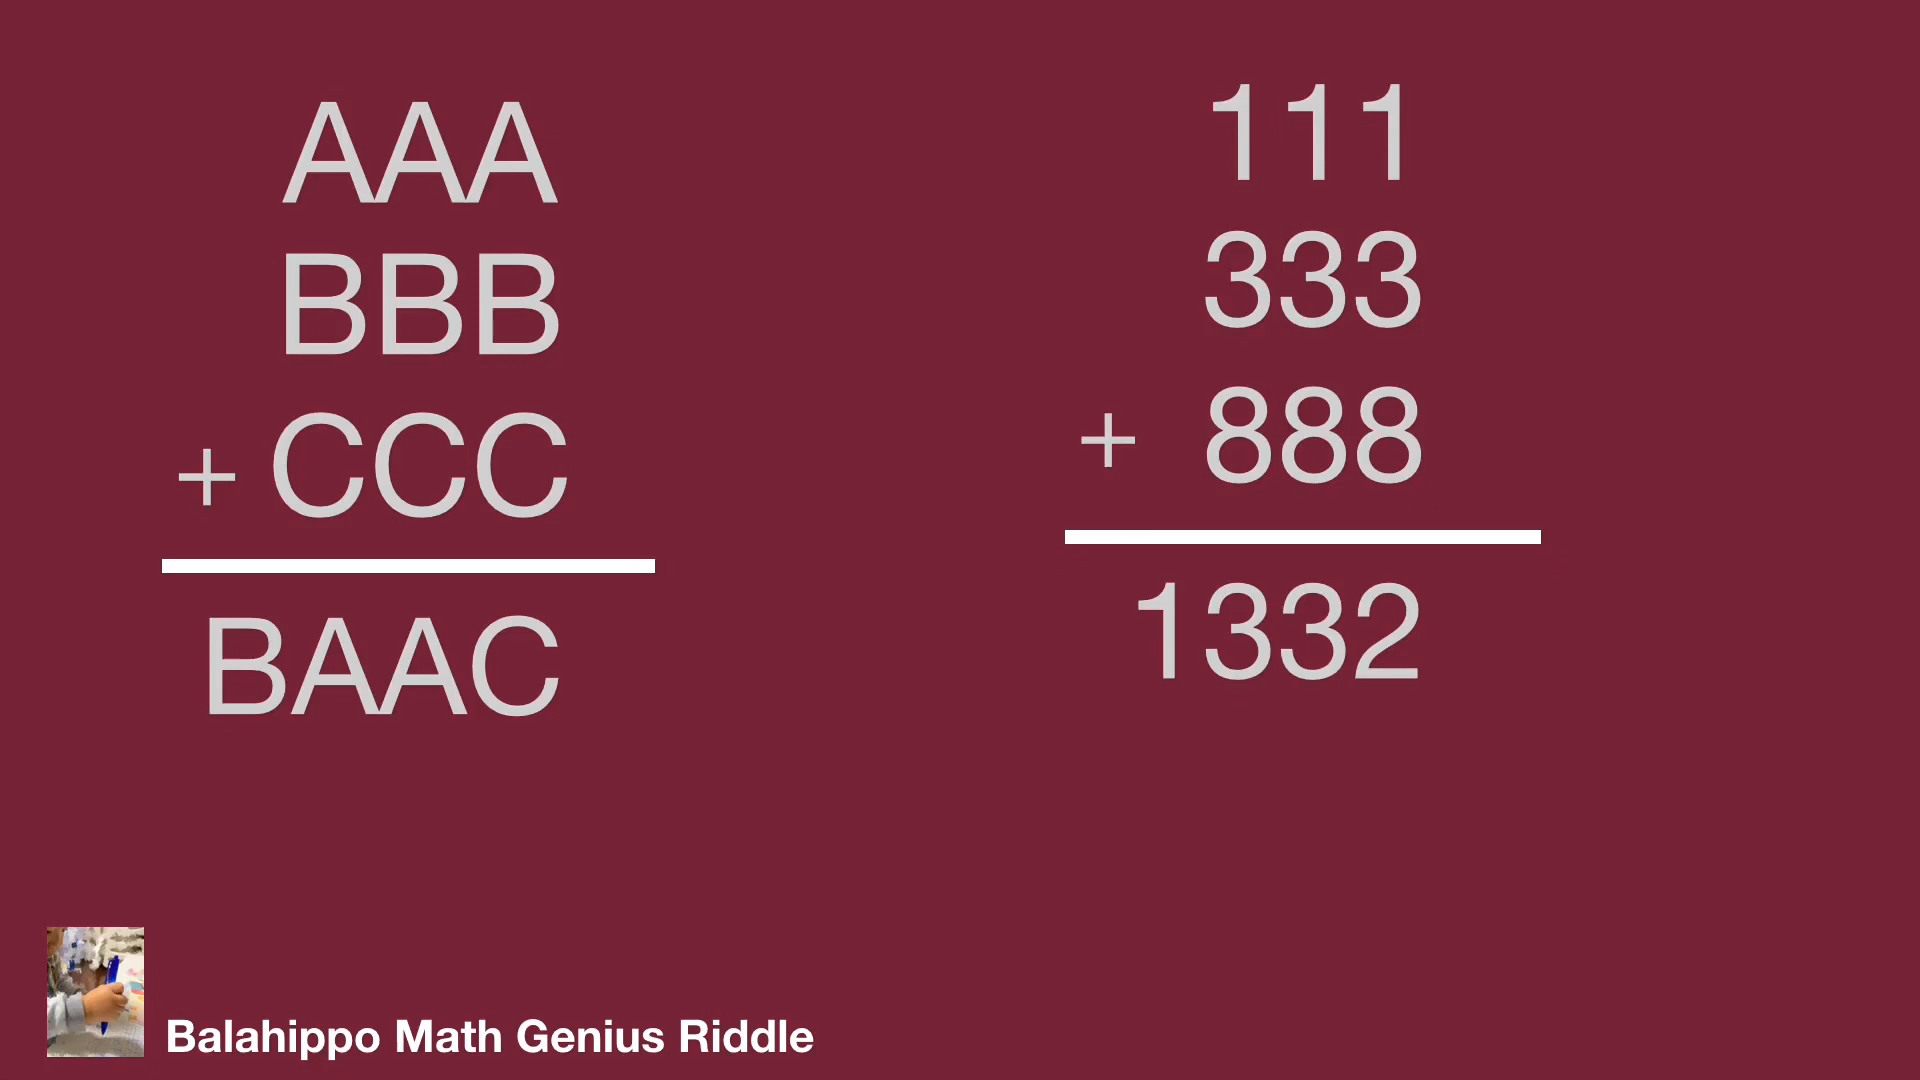 AAA
BBB
+ CCC
BAAC
111
333
+ 888
1332
Balahippo Math Genius Riddle